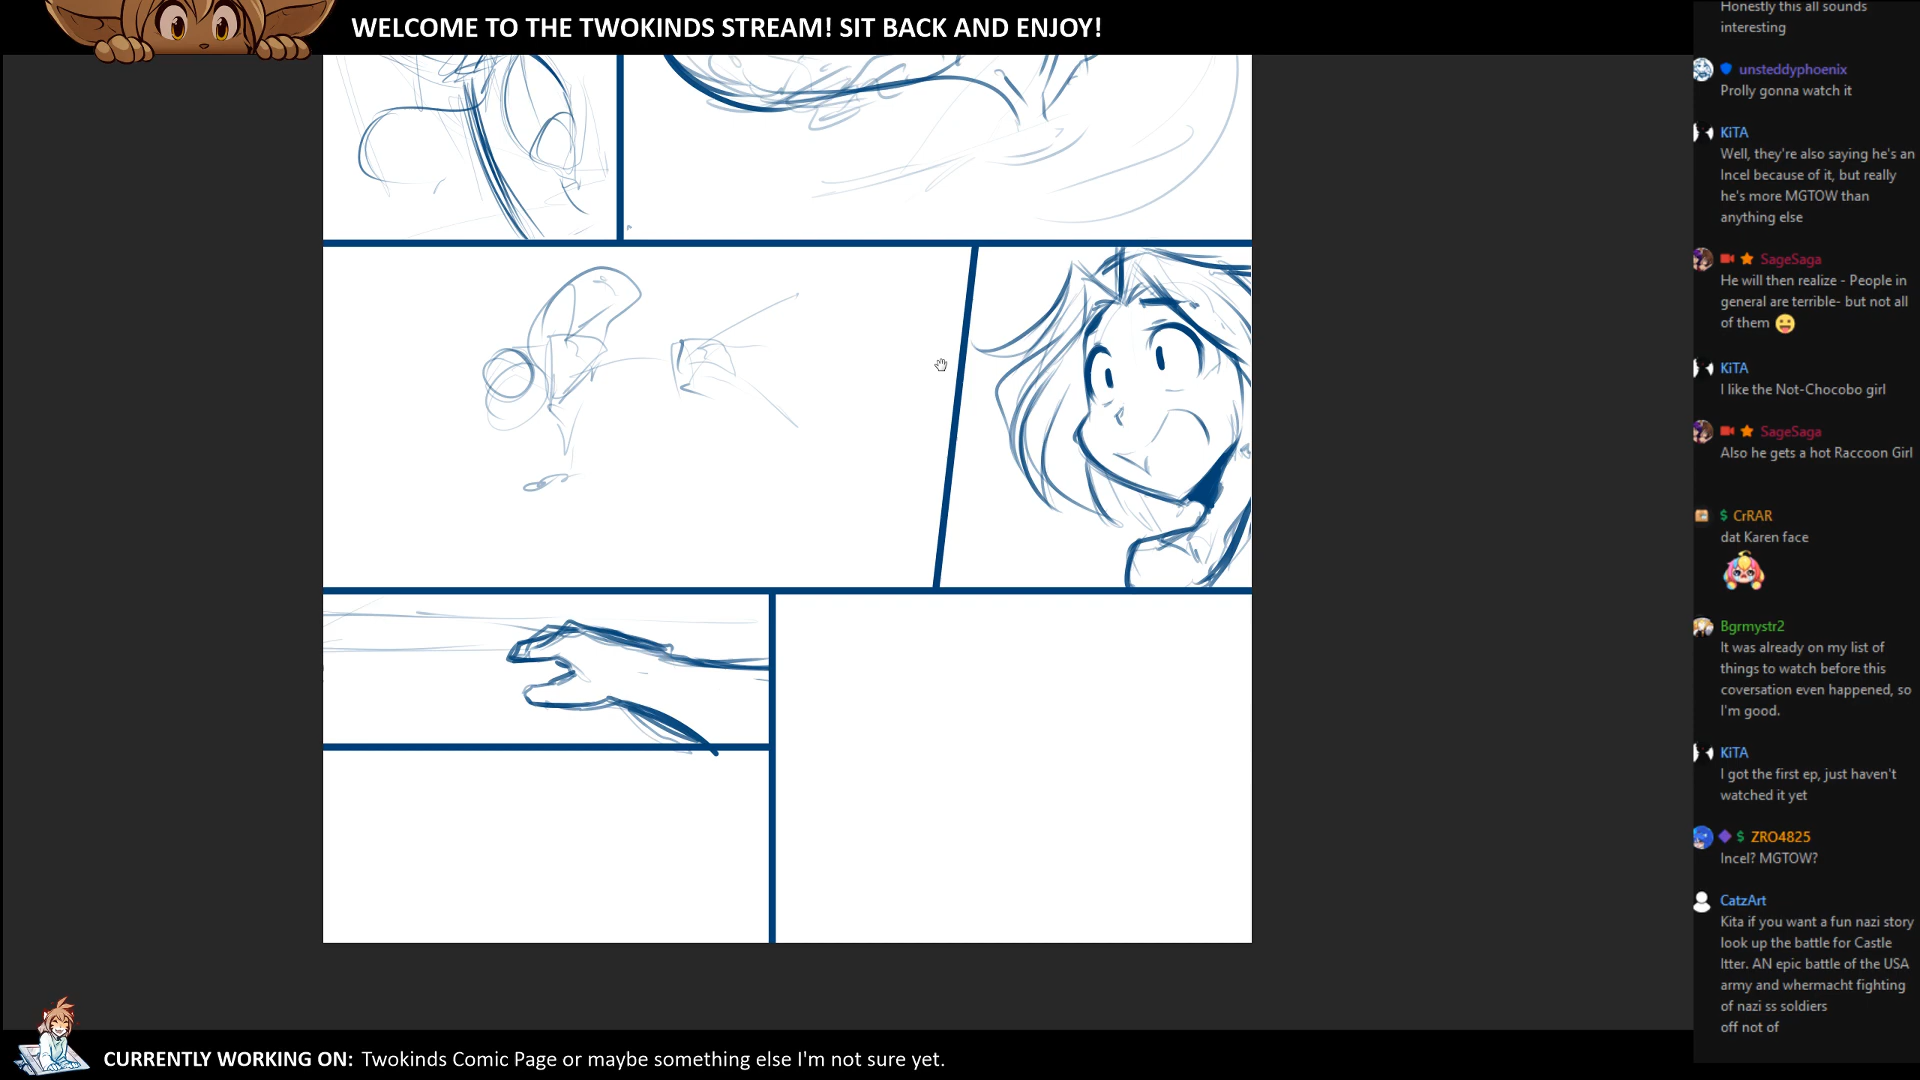 WELCOME TO THE TWOKINDS STREAM! SIT BACK AND ENJOY!
Honestly this all sounds
interesting
unsteddyphoenix
Prolly gonna watch it
KiTA
Well, they're also saying he's an
Incel because of it, but really
he's more MGTOW than
anything else
SageSaga
He will then realize - People in
general are terrible- but not all
of them
KiTA
I like the Not-Chocobo girl
SageSaga
Also he gets a hot Raccoon Girl
$ CrRAR
dat Karen face
Bgrmystr2
It was already on my list of
things to watch before this
coversation even happened, so
I'm good.
KiTA
I got the first ep, just haven't
watched it yet
$ ZRO4825
Incel? MGTOW?
CatzArt
Kita if you want a fun nazi story
look up the battle for Castle
Itter. AN epic battle of the USA
army and whermacht fighting
of nazi ss soldiers
off not of
CURRENTLY WORKING ON: Twokinds Comic Page or maybe something else I'm not sure yet.